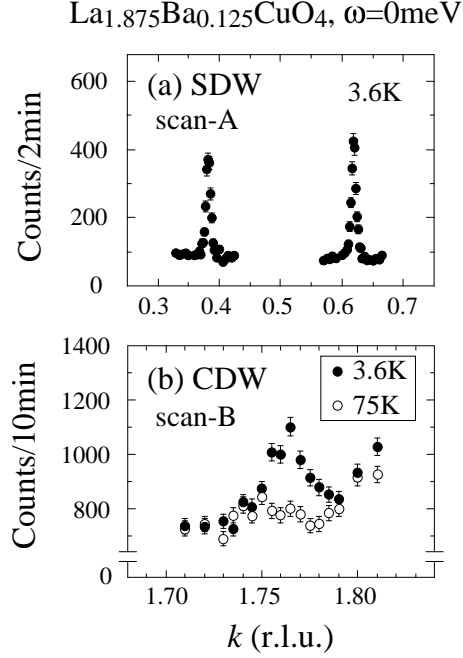 La1.875Ba0.125CuO4, ω=0meV
(a) SDW
3.6K
scan-A
Counts/2min
600
400
200
0
0.3 0.4 0.5 0.6 0.7
(b) CDW
scan-B
3.6K
75K
Counts/10min
1400
1200
1000
800
0
1.70 1.75 1.80
k (r.l.u.)